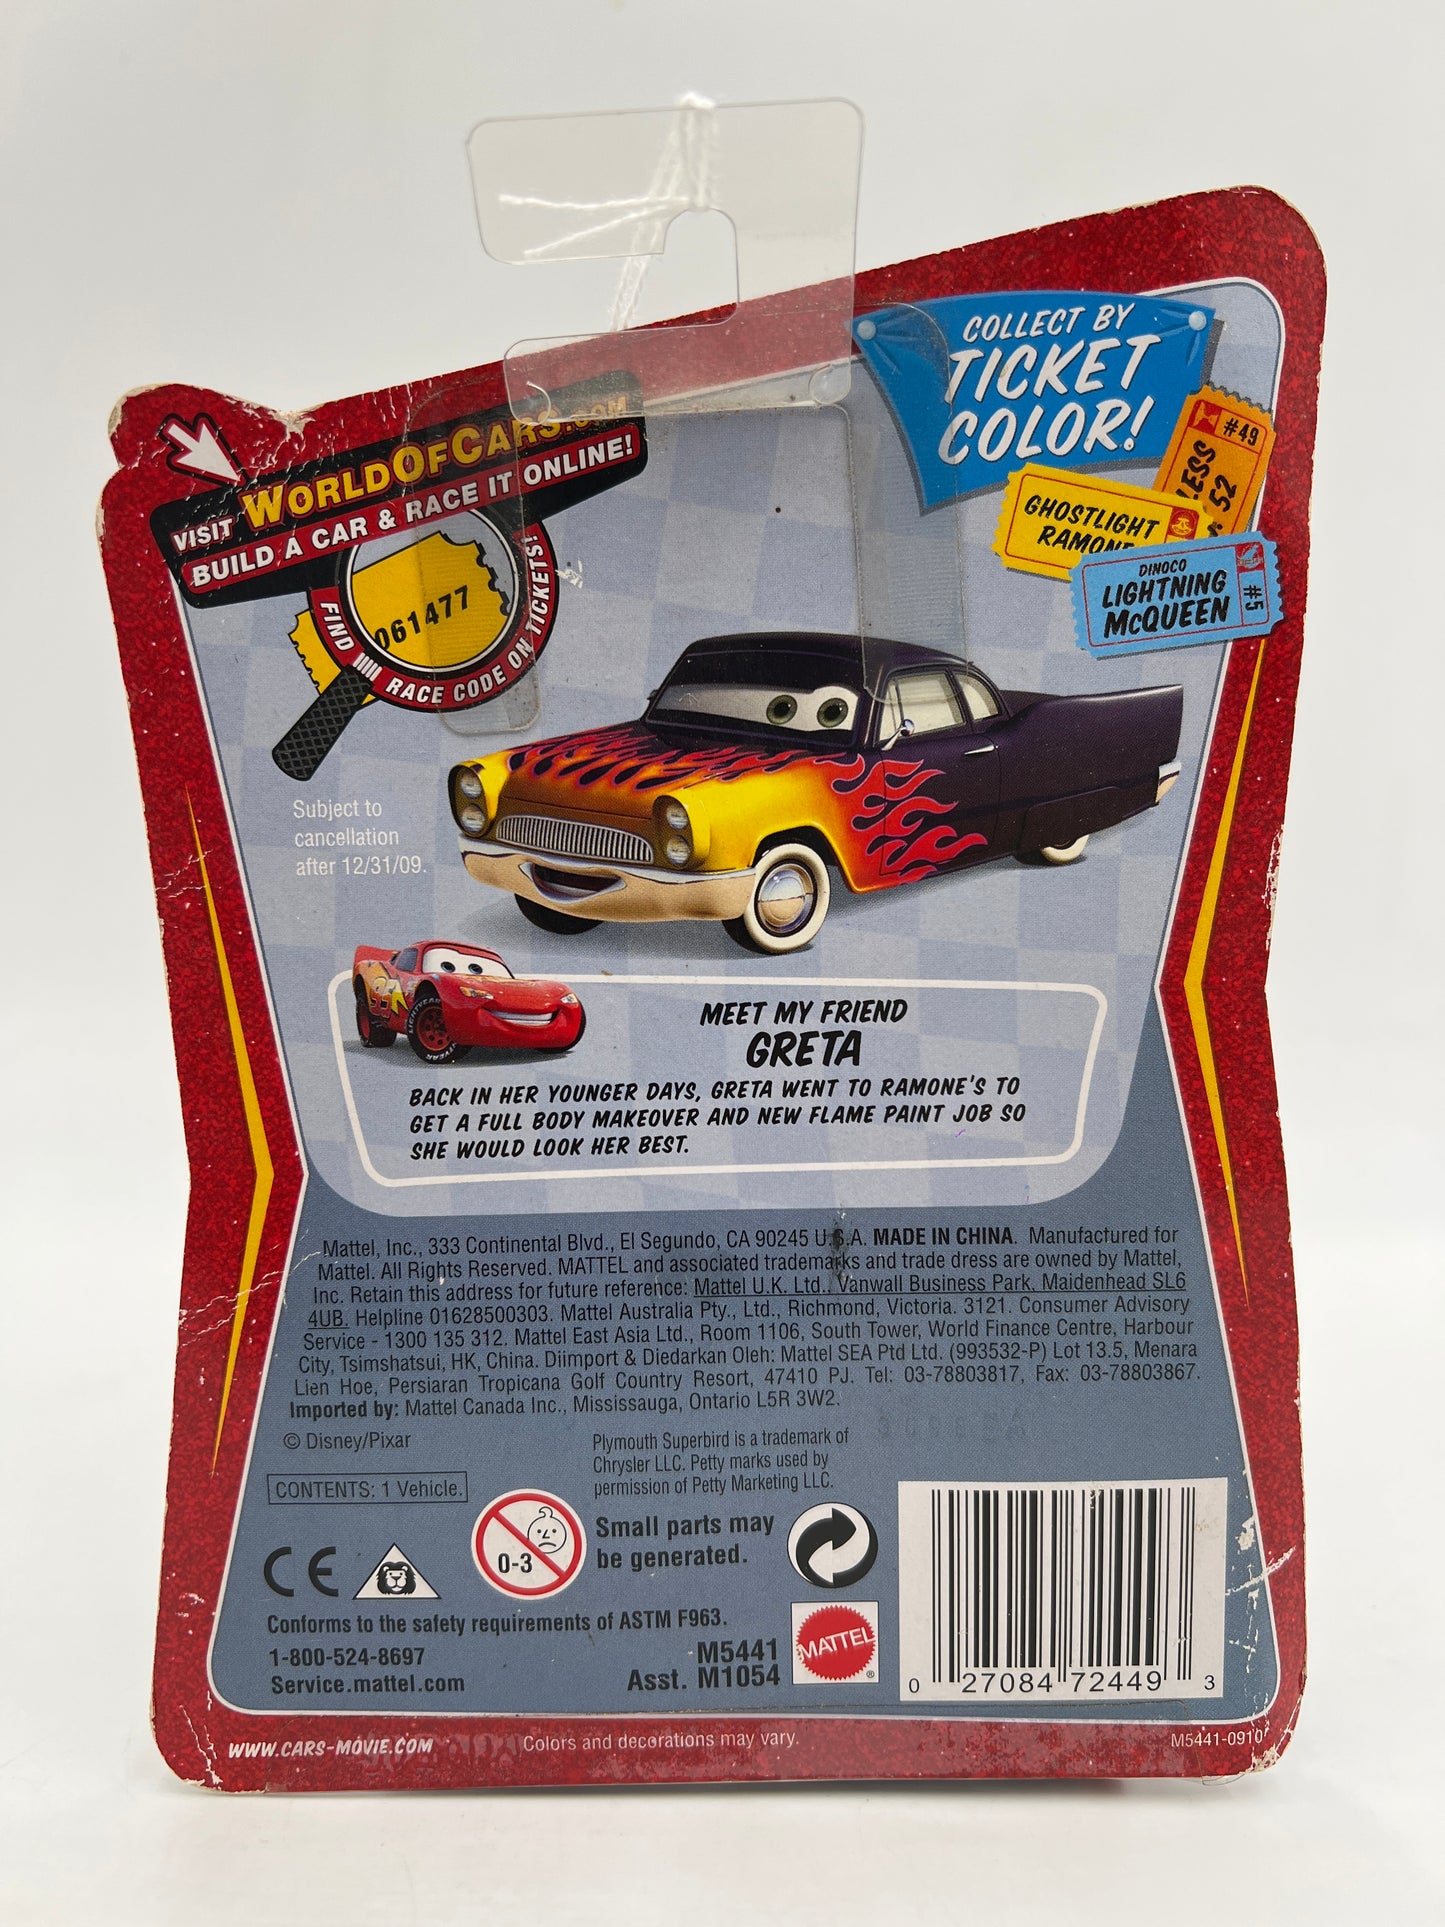 COLLECT BY
TICKET
COLOR!
#49
LESS
52
GHOSTLIGHT
RAMONE
DINOCO
LIGHTNING
McQUEEN
#5
VISIT WORLDOFCARS.COM
BUILD A CAR & RACE IT ONLINE!
061477
FIND RACE CODE ON TICKETS!
Subject to
cancellation
after 12/31/09.
95
LIGHTYEAR
MEET MY FRIEND
GRETA
BACK IN HER YOUNGER DAYS, GRETA WENT TO RAMONE'S TO
GET A FULL BODY MAKEOVER AND NEW FLAME PAINT JOB SO
SHE WOULD LOOK HER BEST.
Mattel, Inc., 333 Continental Blvd., El Segundo, CA 90245 U.S.A. MADE IN CHINA. Manufactured for
Mattel. All Rights Reserved. MATTEL and associated trademarks and trade dress are owned by Mattel,
Inc. Retain this address for future reference: Mattel U.K. Ltd., Vanwall Business Park, Maidenhead SL6
4UB. Helpline 01628500303. Mattel Australia Pty., Ltd., Richmond, Victoria. 3121. Consumer Advisory
Service - 1300 135 312. Mattel East Asia Ltd., Room 1106, South Tower, World Finance Centre, Harbour
City, Tsimshatsui, HK, China. Diimport & Diedarkan Oleh: Mattel SEA Ptd Ltd. (993532-P) Lot 13.5, Menara
Lien Hoe, Persiaran Tropicana Golf Country Resort, 47410 PJ. Tel: 03-78803817, Fax: 03-78803867.
Imported by: Mattel Canada Inc., Mississauga, Ontario L5R 3W2.
© Disney/Pixar
Plymouth Superbird is a trademark of
Chrysler LLC. Petty marks used by
permission of Petty Marketing LLC.
CONTENTS: 1 Vehicle.
CE
0-3
Small parts may
be generated.
Conforms to the safety requirements of ASTM F963.
1-800-524-8697
Service.mattel.com
M5441
Asst. M1054
MATTEL
®
0 27084 72449 3
WWW.CARS-MOVIE.COM
Colors and decorations may vary.
M5441-0910